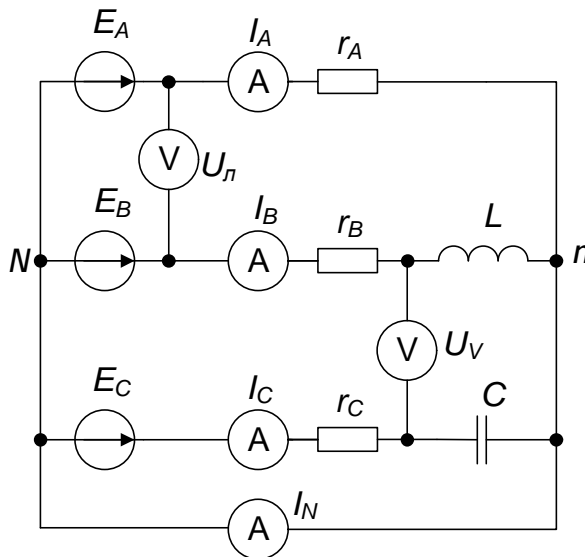 E_A I_A r_A
A
V U_л
E_B I_B r_B L
N A n
V U_V
E_C I_C r_C C
A
I_N
A